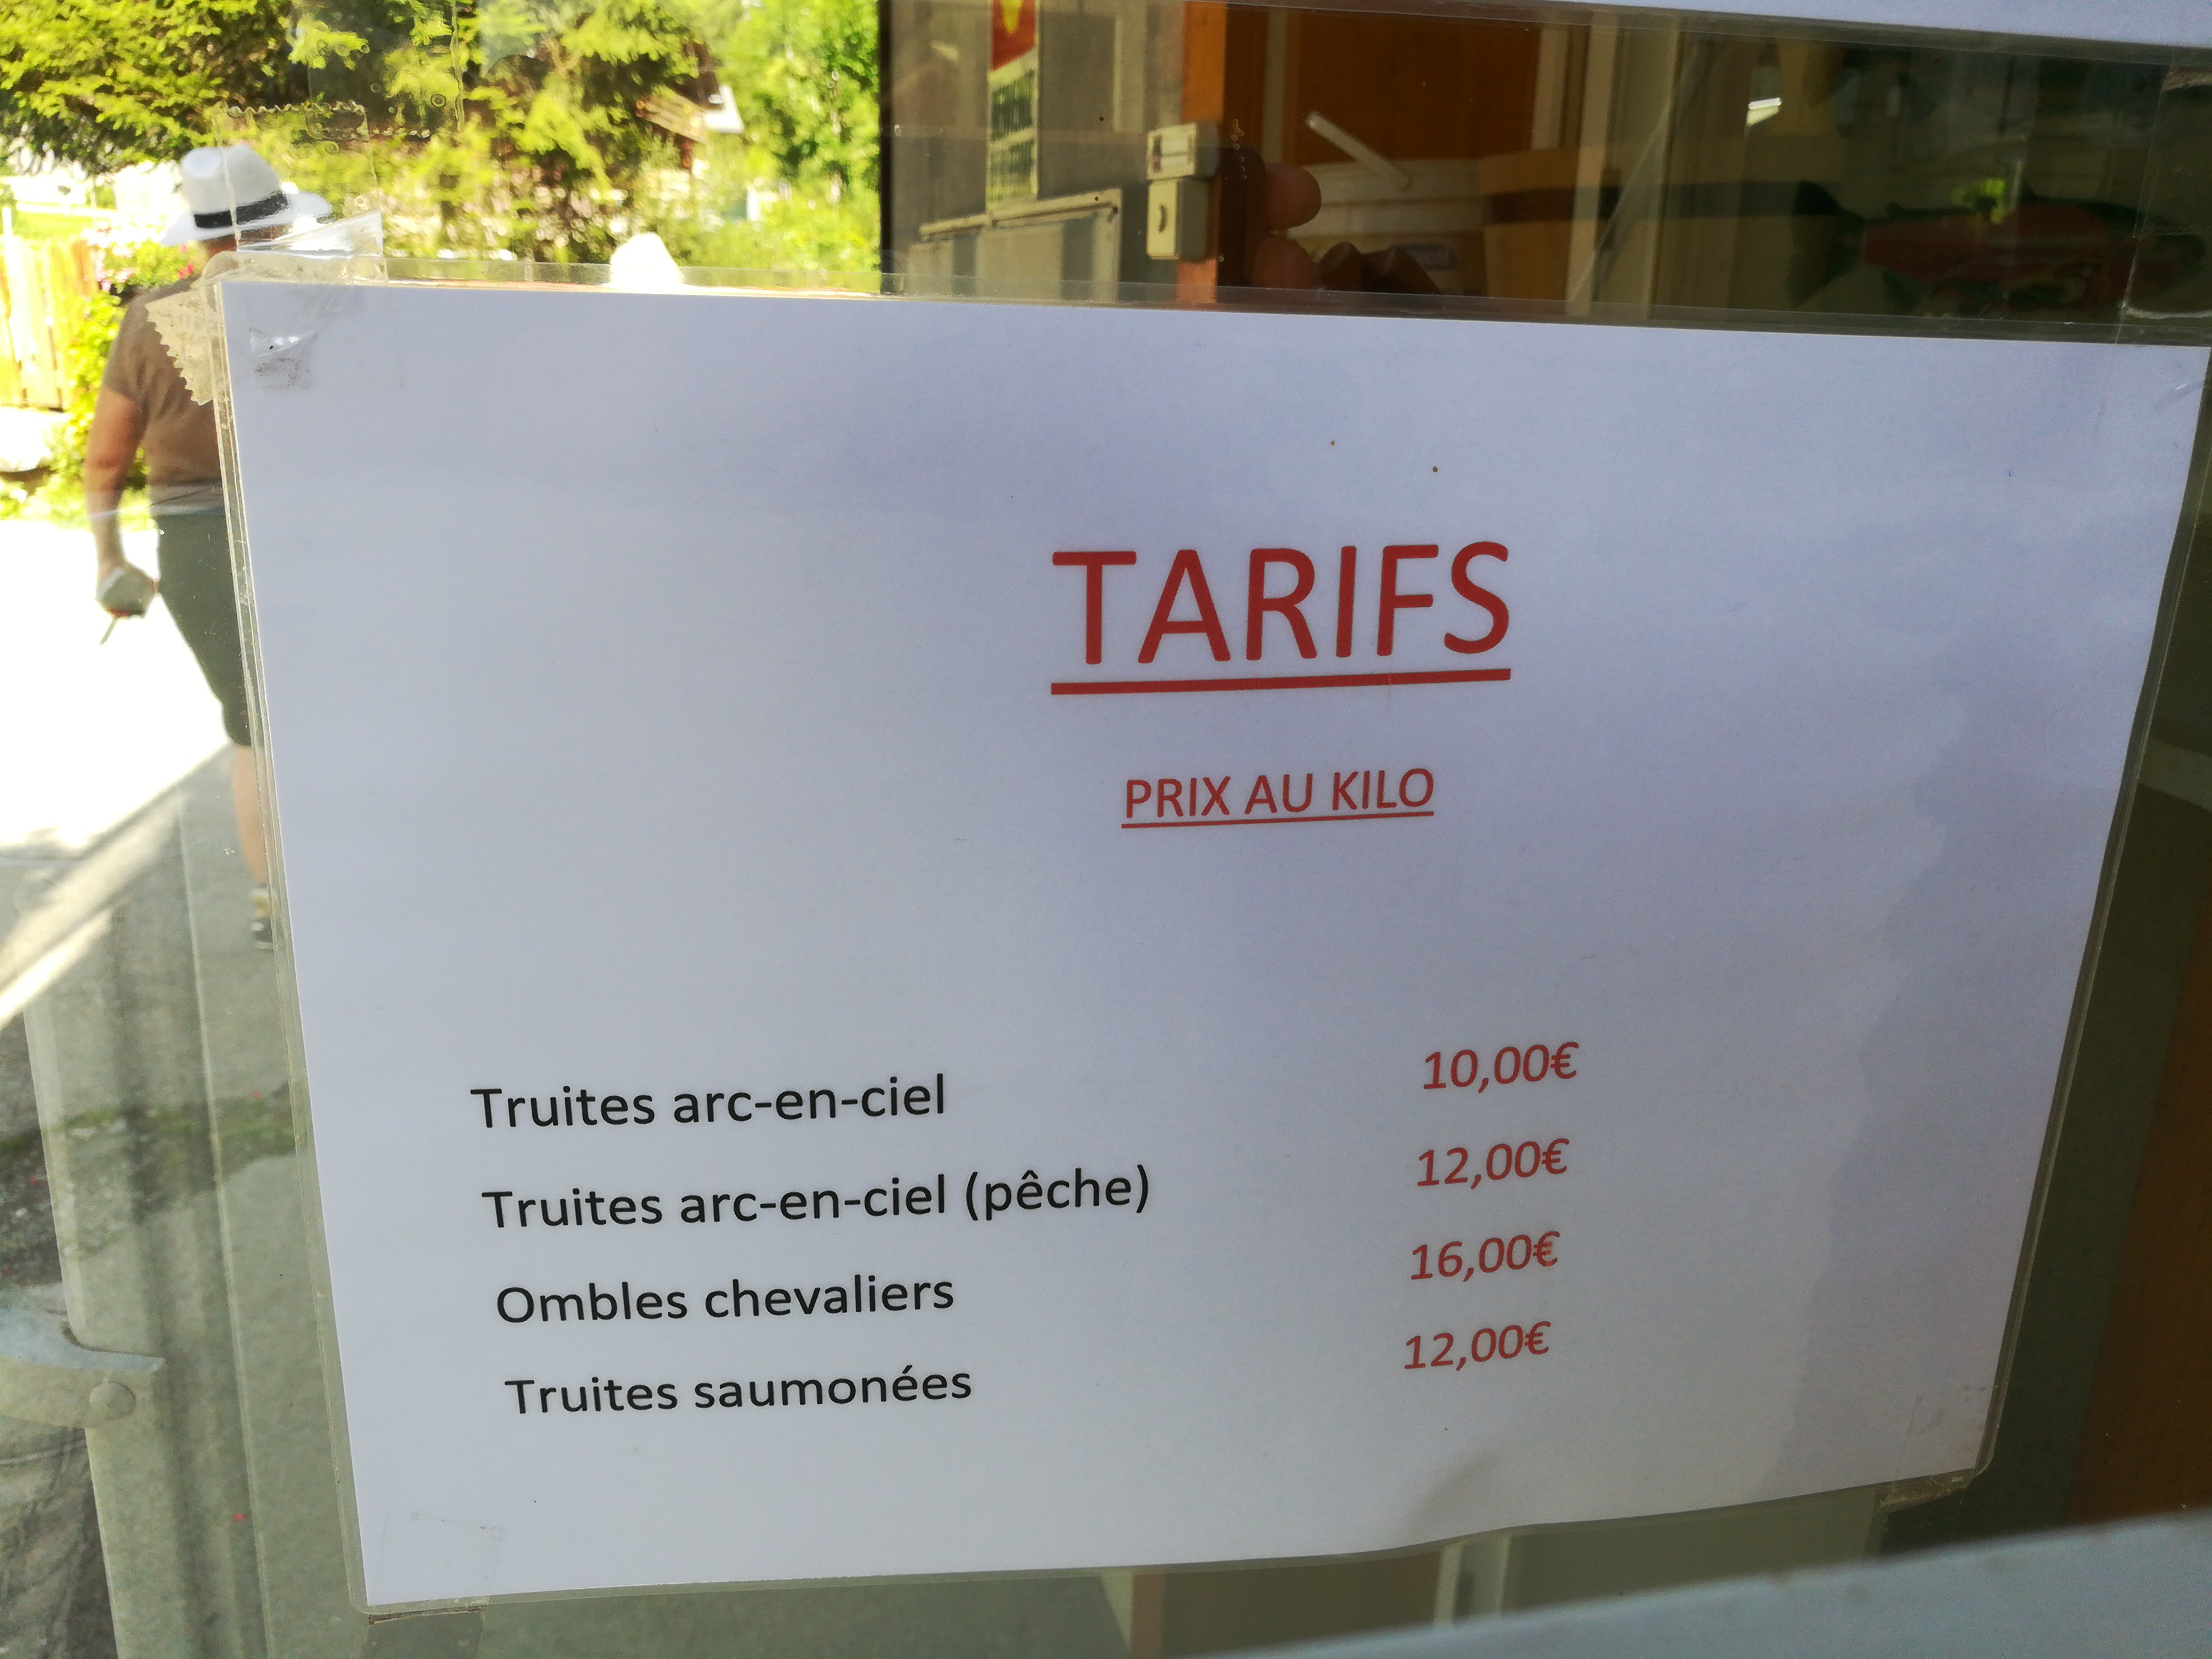 TARIFS
PRIX AU KILO
Truites arc-en-ciel 10,00€
Truites arc-en-ciel (pêche) 12,00€
Ombles chevaliers 16,00€
Truites saumonées 12,00€